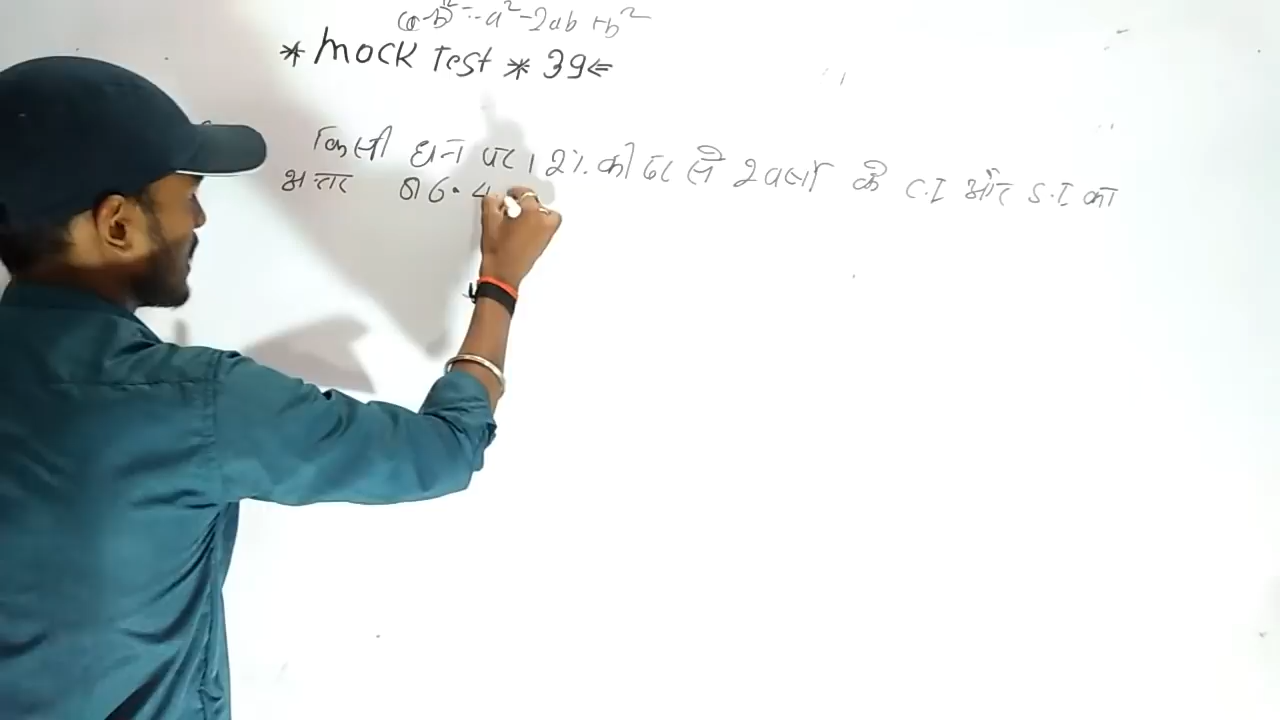 (a-b)²=a²-2ab+b²
* Mock Test * 39 ⇐
किसी धन पर 12% की दर से 2 वर्षो के C.I और S.I का
अन्तर 86.4